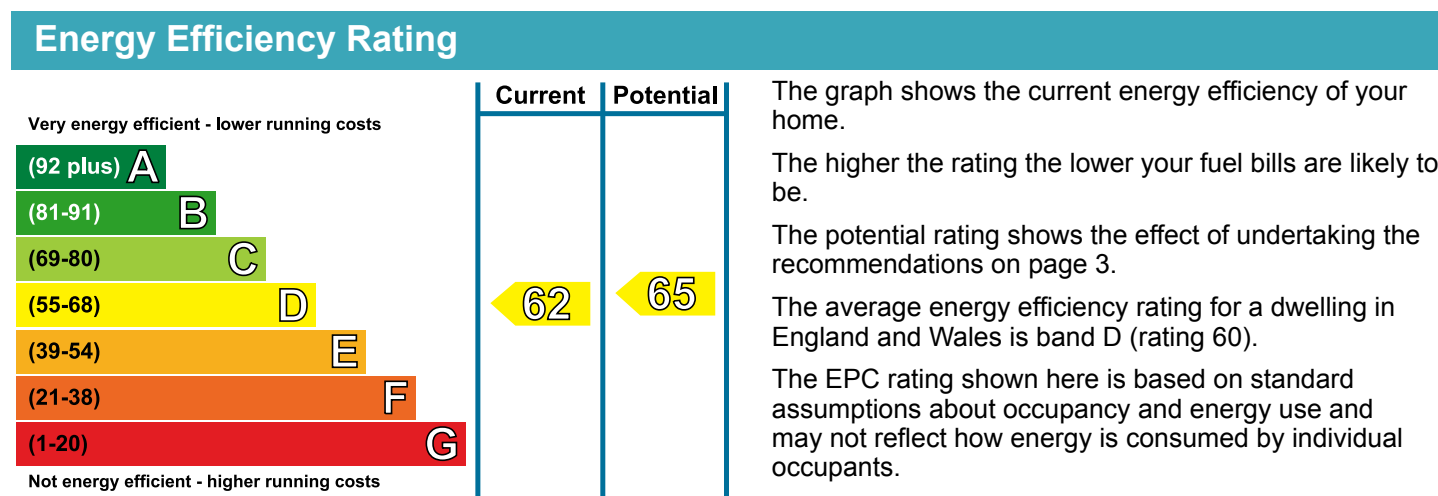 Energy Efficiency Rating
Current Potential
Very energy efficient - lower running costs
(92 plus) A
(81-91) B
(69-80) C
(55-68) D
(39-54) E
(21-38) F
(1-20) G
Not energy efficient - higher running costs
62 65
The graph shows the current energy efficiency of your
home.
The higher the rating the lower your fuel bills are likely to
be.
The potential rating shows the effect of undertaking the
recommendations on page 3.
The average energy efficiency rating for a dwelling in
England and Wales is band D (rating 60).
The EPC rating shown here is based on standard
assumptions about occupancy and energy use and
may not reflect how energy is consumed by individual
occupants.